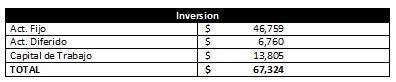 Inversion
Act. Fijo $ 46,759
Act. Diferido $ 6,760
Capital de Trabajo $ 13,805
TOTAL $ 67,324